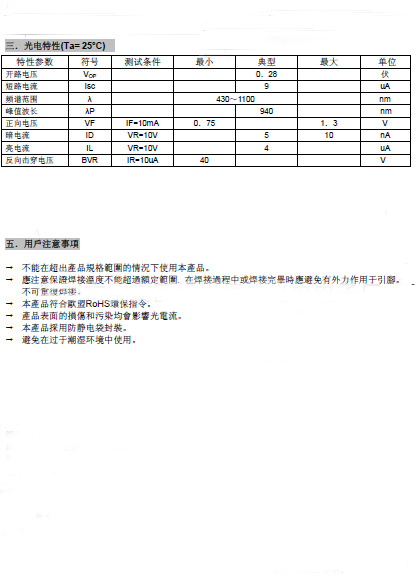 三．光电特性(Ta= 25°C)
特性参数 符号 测试条件 最小 典型 最大 单位
开路电压 VOP 0．28 伏
短路电流 Isc 9 uA
频谱范围 λ 430～1100 nm
峰值波长 λP 940 nm
正向电压 VF IF=10mA 0．75 1．3 V
暗电流 ID VR=10V 5 10 nA
亮电流 IL VR=10V 4 uA
反向击穿电压 BVR IR=10uA 40 V
五．用戶注意事項
→ 不能在超出產品規格範圍的情況下使用本產品。
→ 應注意保證焊接溫度不能超過額定範圍. 在焊接過程中或焊接完畢時應避免有外力作用于引腳。
不可重復焊接。
→ 本產品符合歐盟RoHS環保指令。
→ 產品表面的損傷和污染均會影響光電流。
→ 本產品採用防靜电袋封裝。
→ 避免在过于潮湿环境中使用。